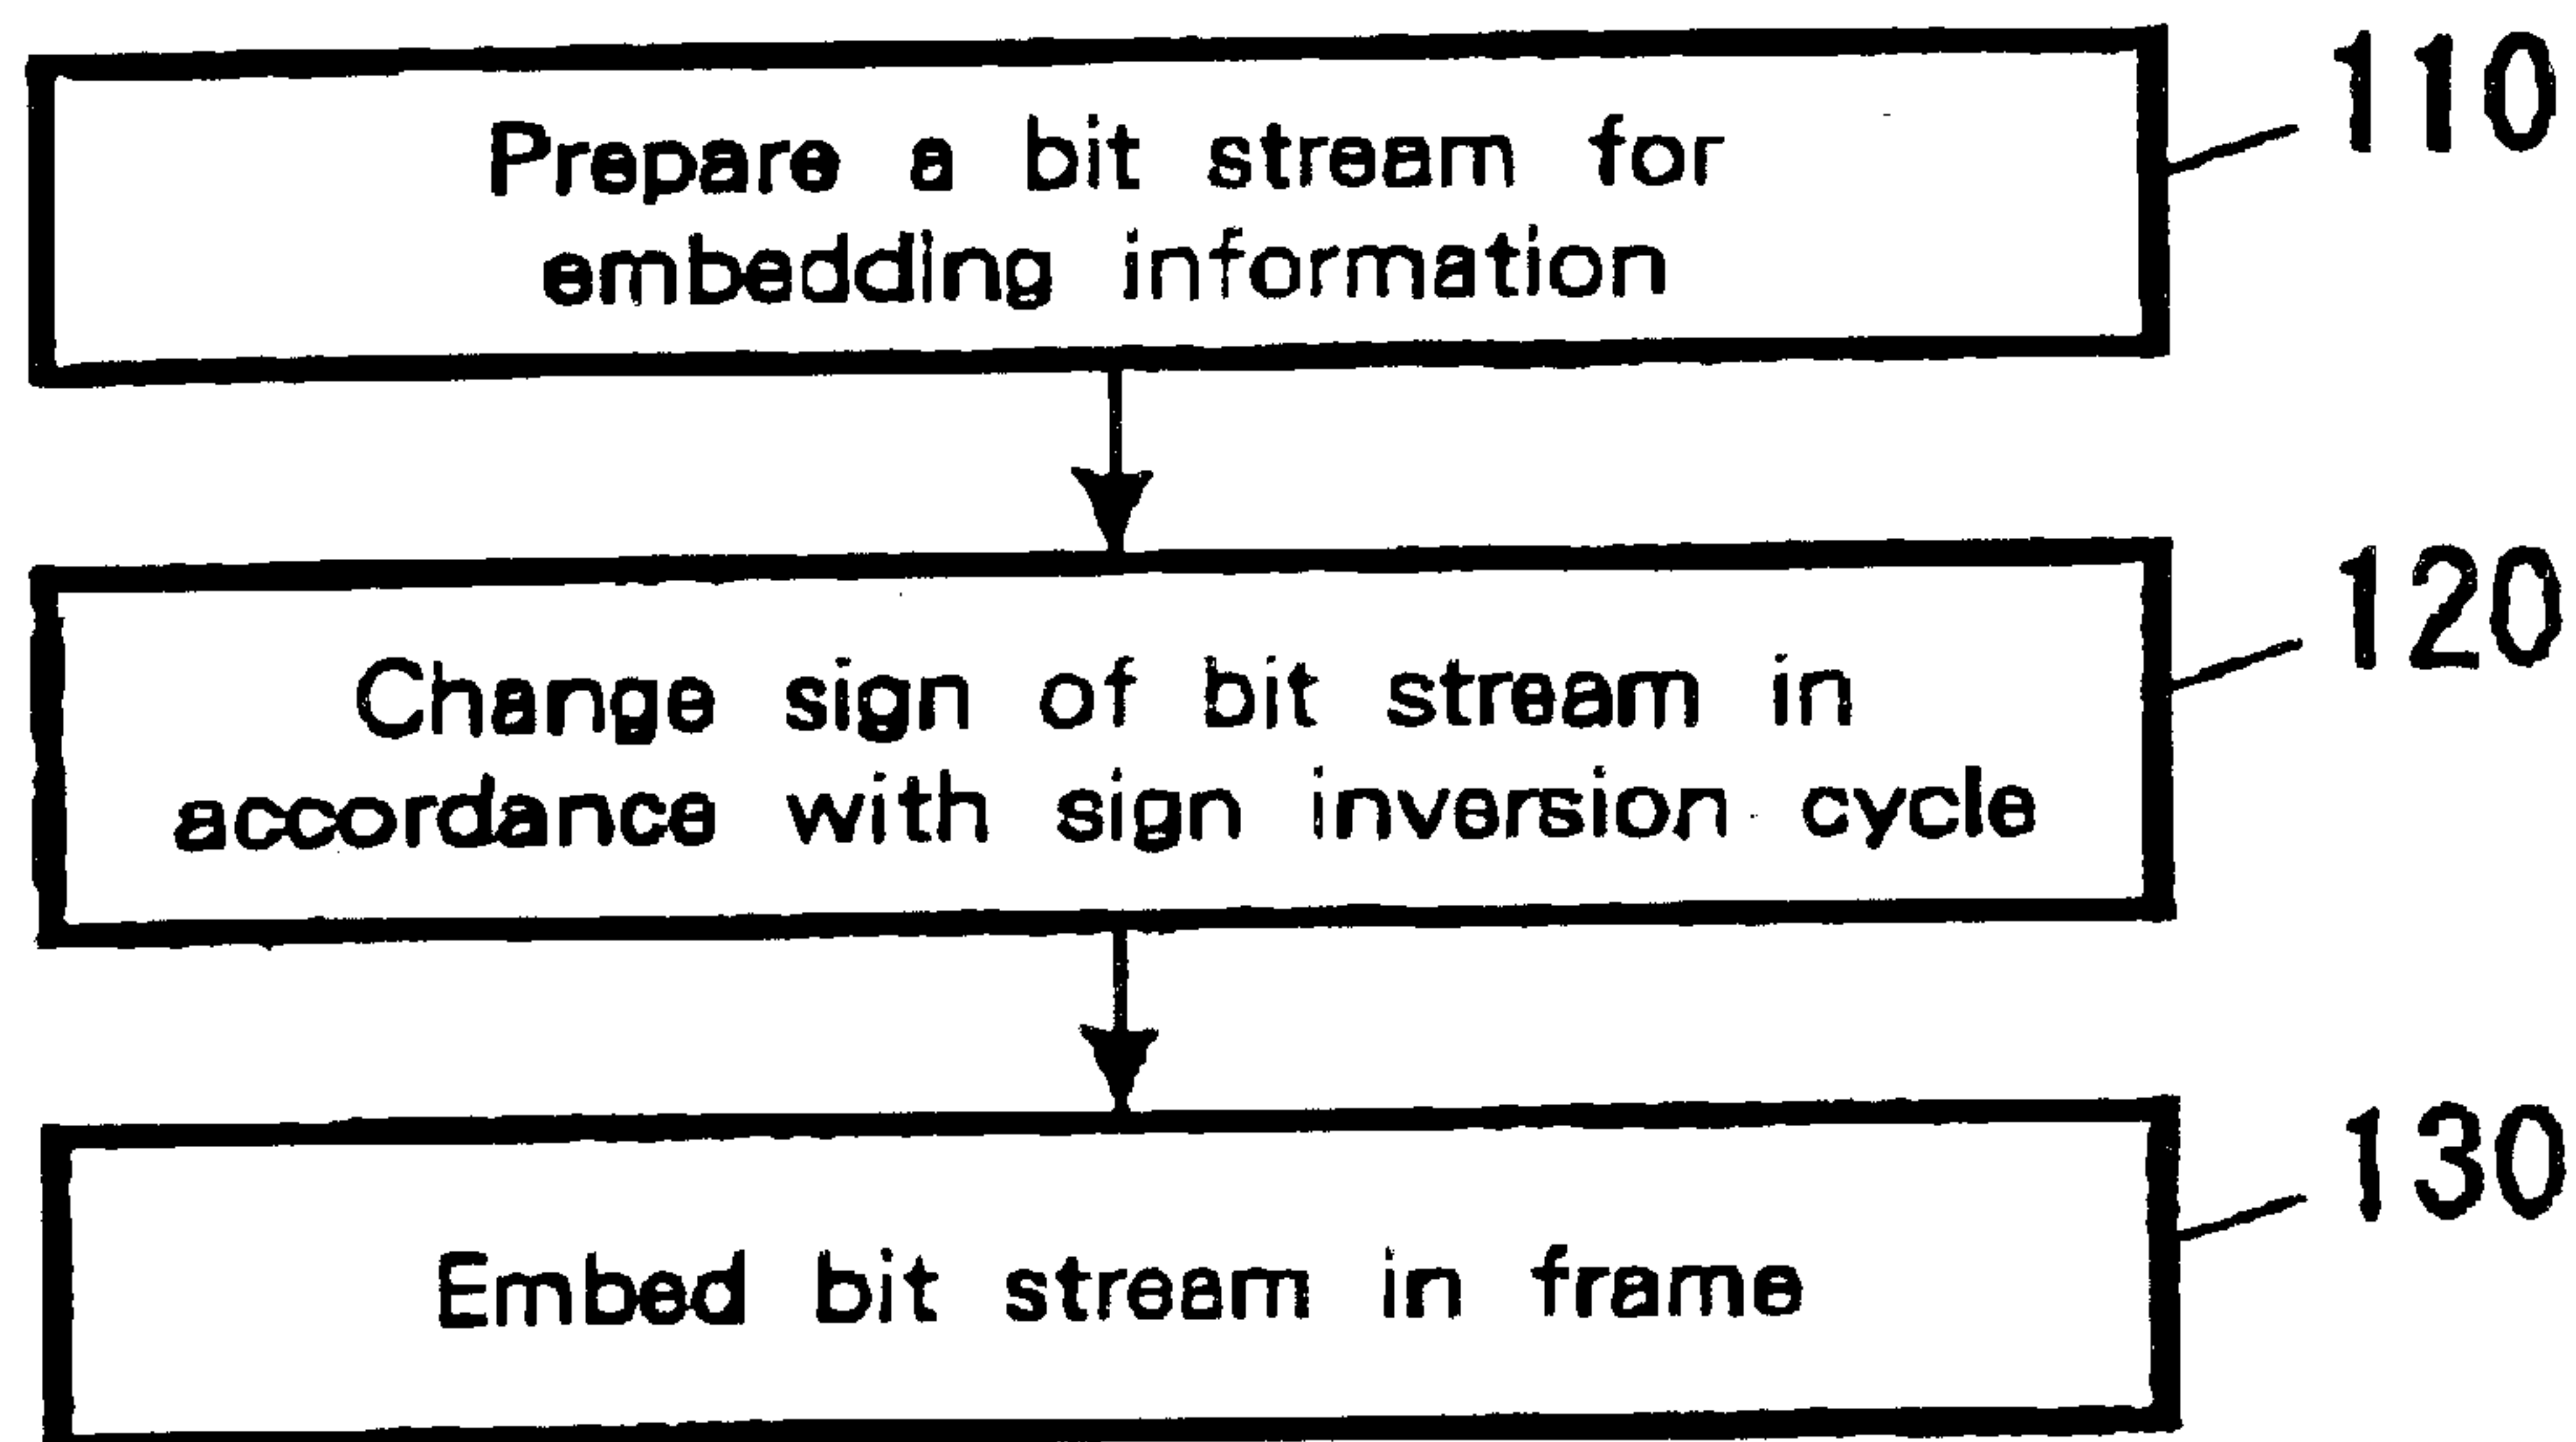 Prepare a bit stream for
embedding information
110
Change sign of bit stream in
accordance with sign inversion cycle
120
Embed bit stream in frame
130